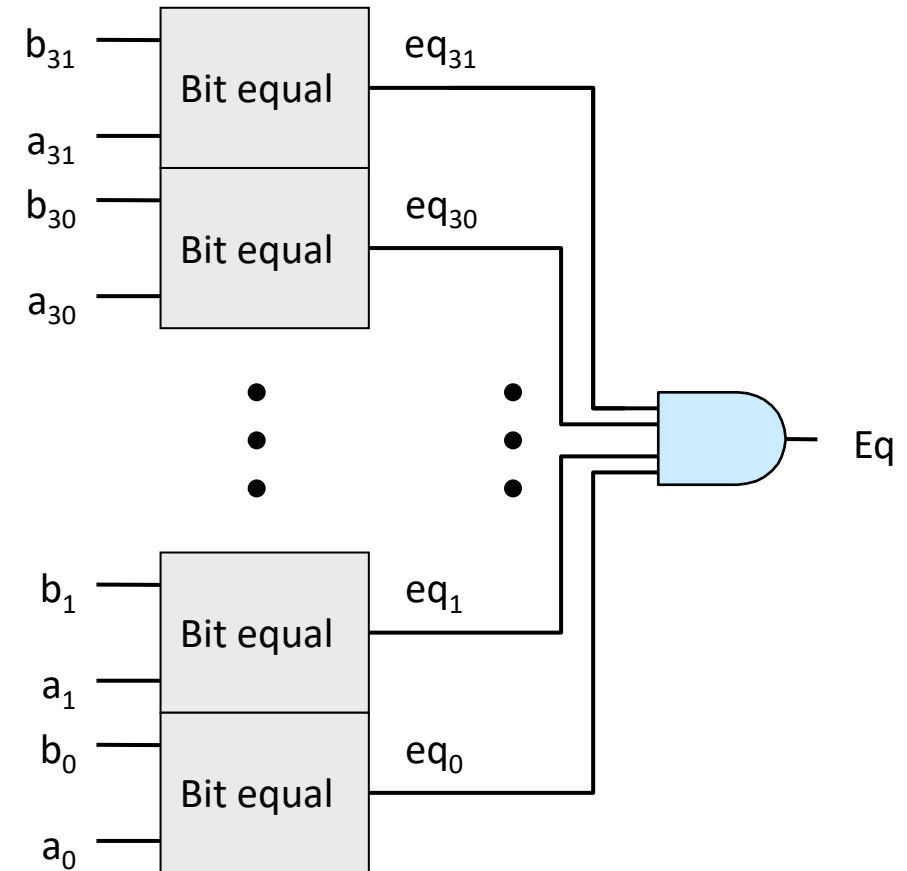 b₃₁
eq₃₁
Bit equal
a₃₁
b₃₀
eq₃₀
Bit equal
a₃₀
Eq
b₁
eq₁
Bit equal
a₁
b₀
eq₀
Bit equal
a₀